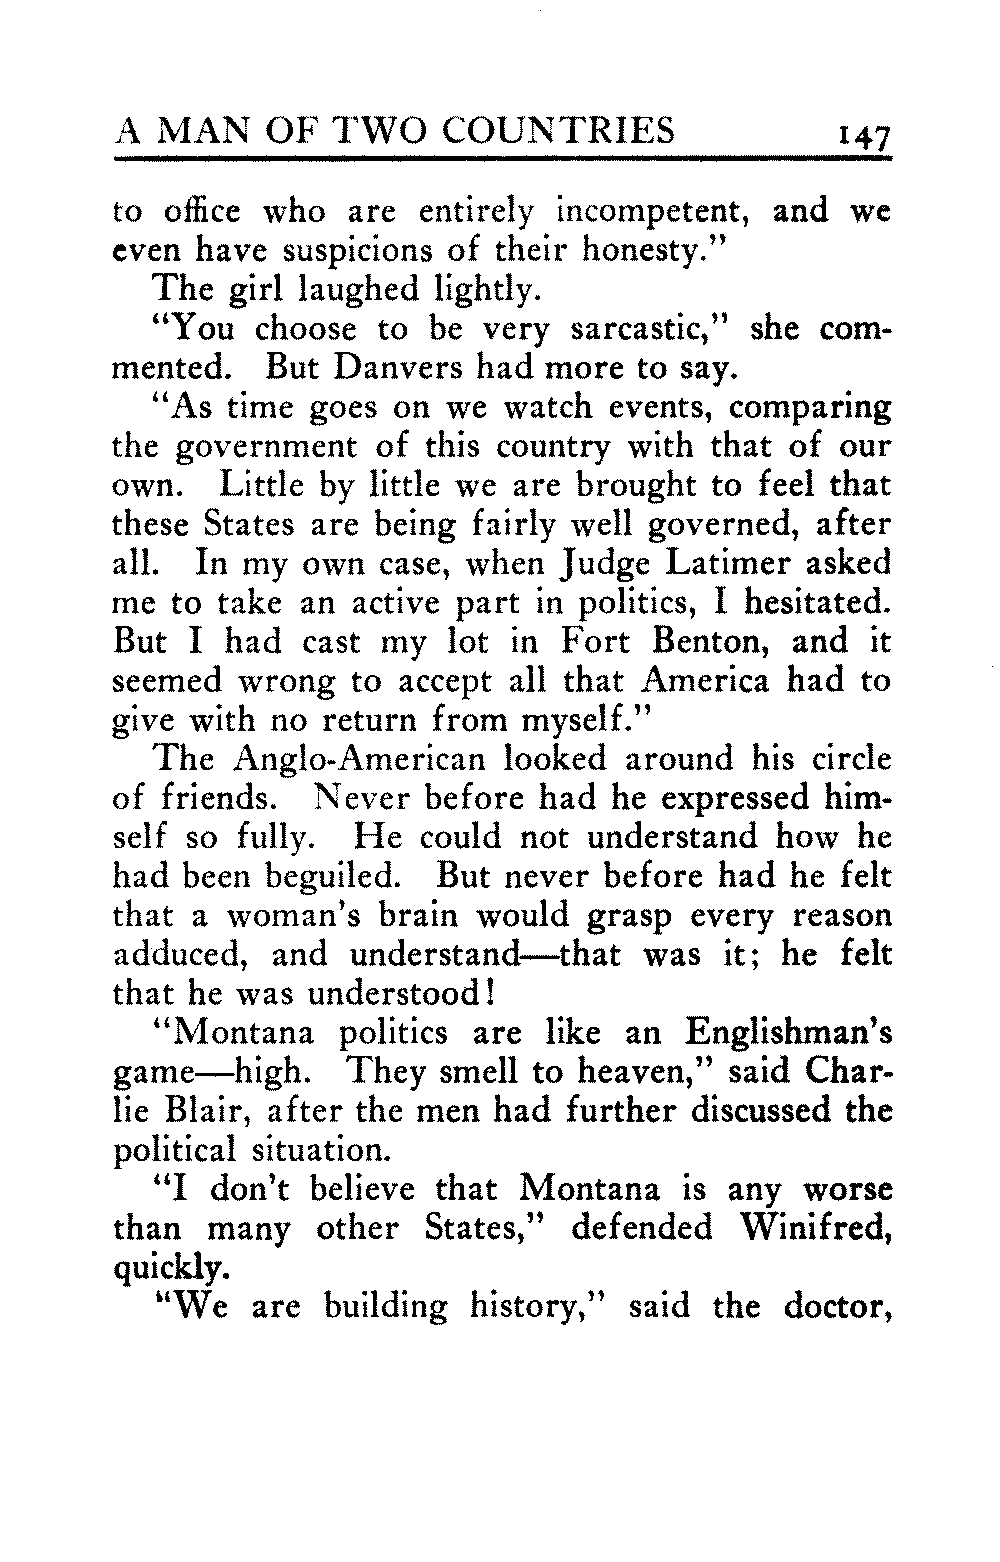 A MAN OF TWO COUNTRIES 147
to office who are entirely incompetent, and we
even have suspicions of their honesty."
The girl laughed lightly.
"You choose to be very sarcastic," she com-
mented. But Danvers had more to say.
"As time goes on we watch events, comparing
the government of this country with that of our
own. Little by little we are brought to feel that
these States are being fairly well governed, after
all. In my own case, when Judge Latimer asked
me to take an active part in politics, I hesitated.
But I had cast my lot in Fort Benton, and it
seemed wrong to accept all that America had to
give with no return from myself."
The Anglo-American looked around his circle
of friends. Never before had he expressed him-
self so fully. He could not understand how he
had been beguiled. But never before had he felt
that a woman's brain would grasp every reason
adduced, and understand—that was it; he felt
that he was understood!
"Montana politics are like an Englishman's
game—high. They smell to heaven," said Char-
lie Blair, after the men had further discussed the
political situation.
"I don't believe that Montana is any worse
than many other States," defended Winifred,
quickly.
"We are building history," said the doctor,